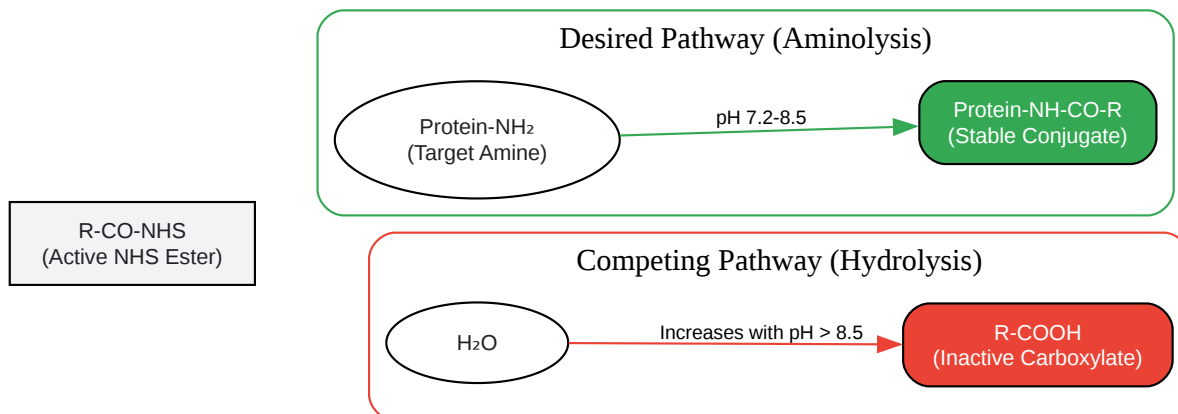 Desired Pathway (Aminolysis)
Protein-NH₂
(Target Amine)
pH 7.2-8.5
Protein-NH-CO-R
(Stable Conjugate)
R-CO-NHS
(Active NHS Ester)
Competing Pathway (Hydrolysis)
H₂O
Increases with pH > 8.5
R-COOH
(Inactive Carboxylate)